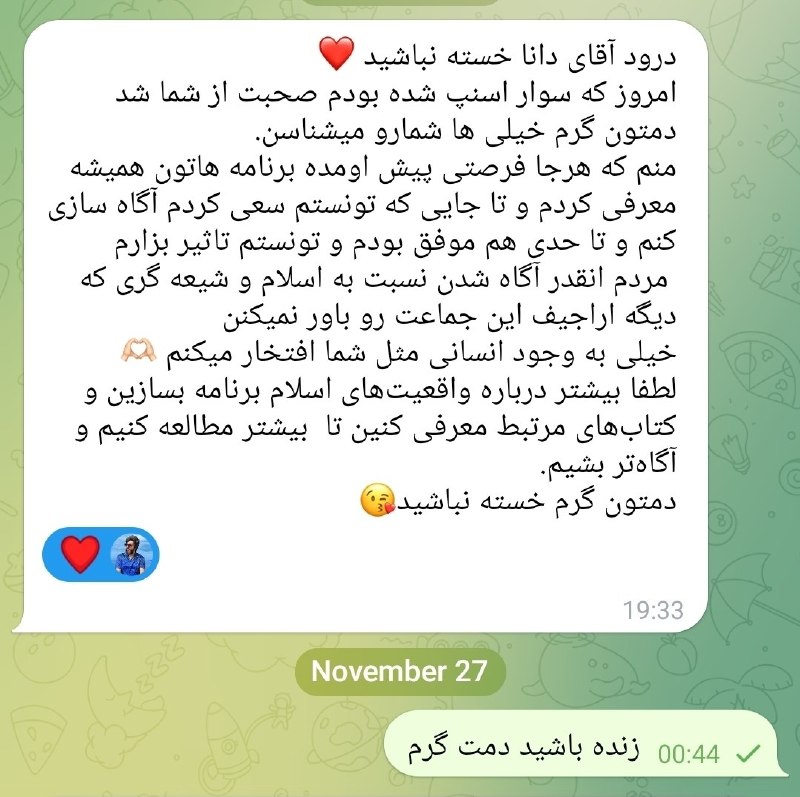 درود آقای دانا خسته نباشید ❤️
امروز که سوار اسنپ شده بودم صحبت از شما شد
دمتون گرم خیلی ها شمارو میشناسن.
منم که هرجا فرصتی پیش اومده برنامه هاتون همیشه
معرفی کردم و تا جایی که تونستم سعی کردم آگاه سازی
کنم و تا حدی هم موفق بودم و تونستم تاثیر بزارم
مردم انقدر آگاه شدن نسبت به اسلام و شیعه گری که
دیگه اراجیف این جماعت رو باور نمیکنن
خیلی به وجود انسانی مثل شما افتخار میکنم 🫶🏻
لطفا بیشتر درباره واقعیت‌های اسلام برنامه بسازین و
کتاب‌های مرتبط معرفی کنین تا بیشتر مطالعه کنیم و
آگاه‌تر بشیم.
دمتون گرم خسته نباشید😘
❤️
19:33
November 27
زنده باشید دمت گرم 00:44